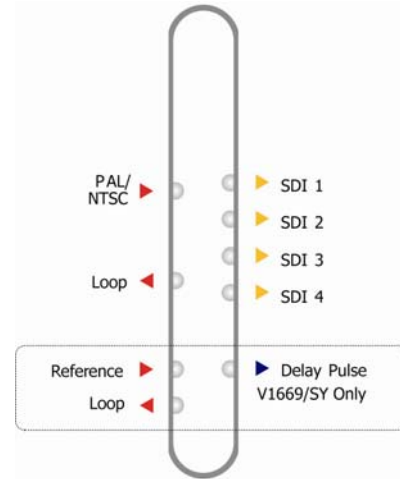 PAL/
NTSC
Loop
SDI 1
SDI 2
SDI 3
SDI 4
Reference
Loop
Delay Pulse
V1669/SY Only